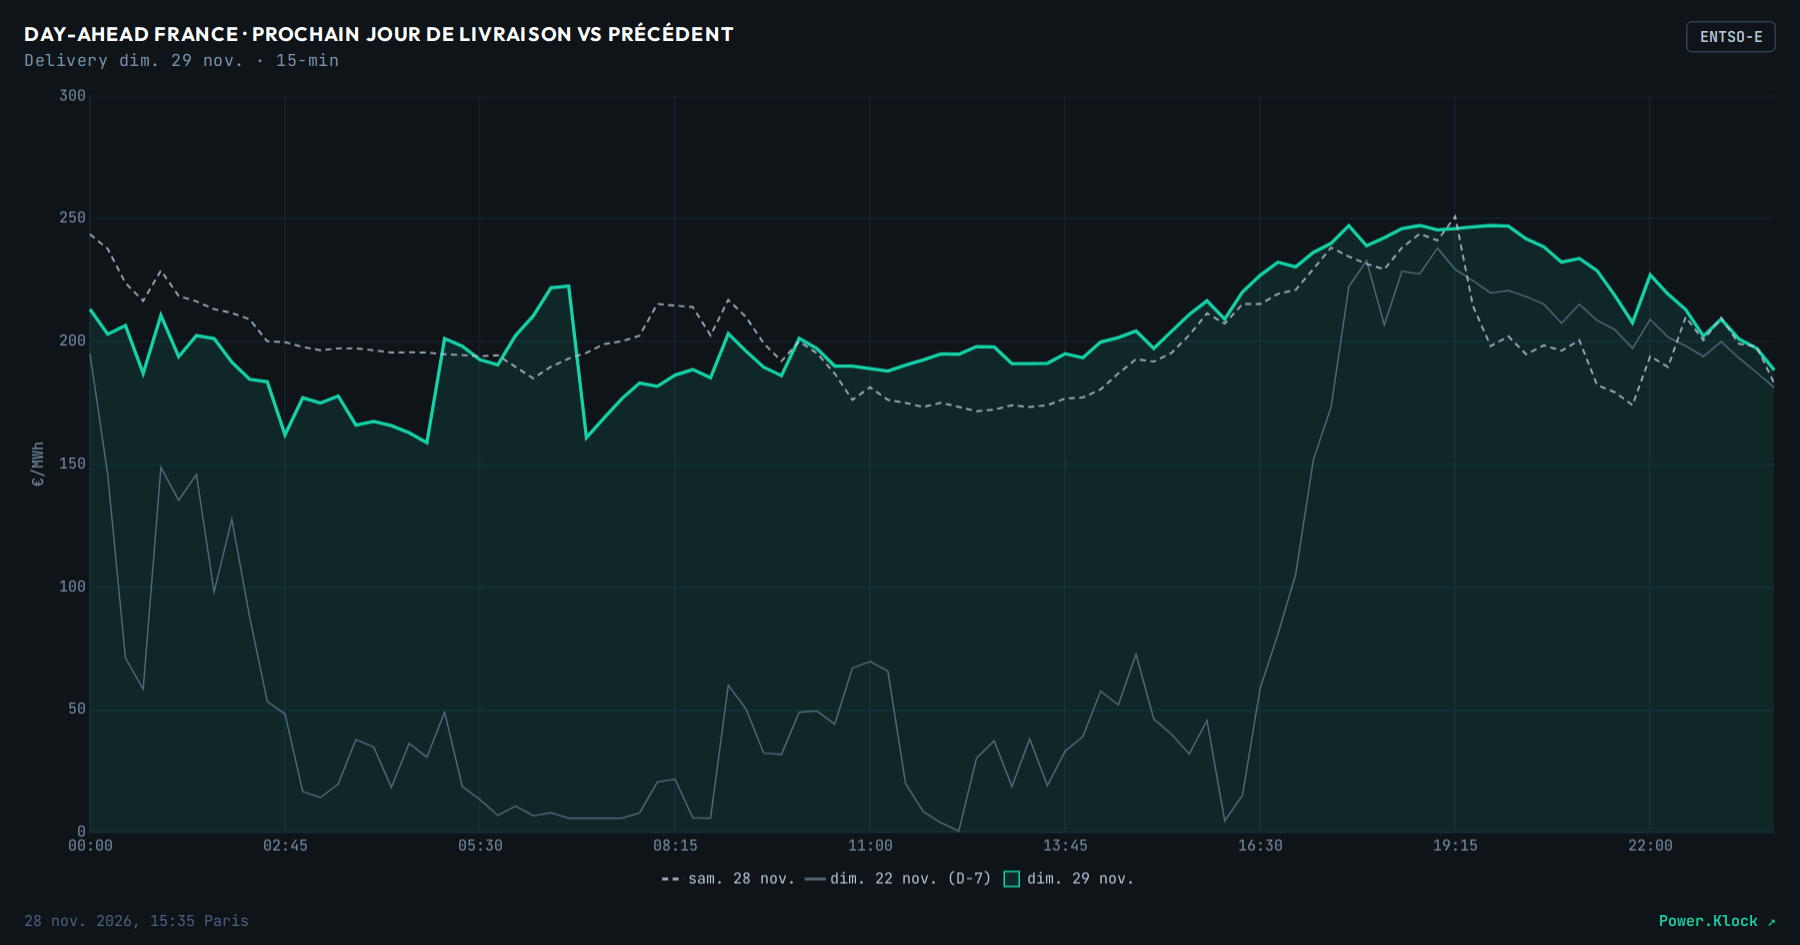 DAY-AHEAD FRANCE · PROCHAIN JOUR DE LIVRAISON VS PRÉCÉDENT
ENTSO-E
Delivery dim. 29 nov. · 15-min
300
250
200
150
100
50
0
€/MWh
00:00 02:45 05:30 08:15 11:00 13:45 16:30 19:15 22:00
sam. 28 nov. dim. 22 nov. (D-7) dim. 29 nov.
28 nov. 2026, 15:35 Paris
Power.Klock ↗